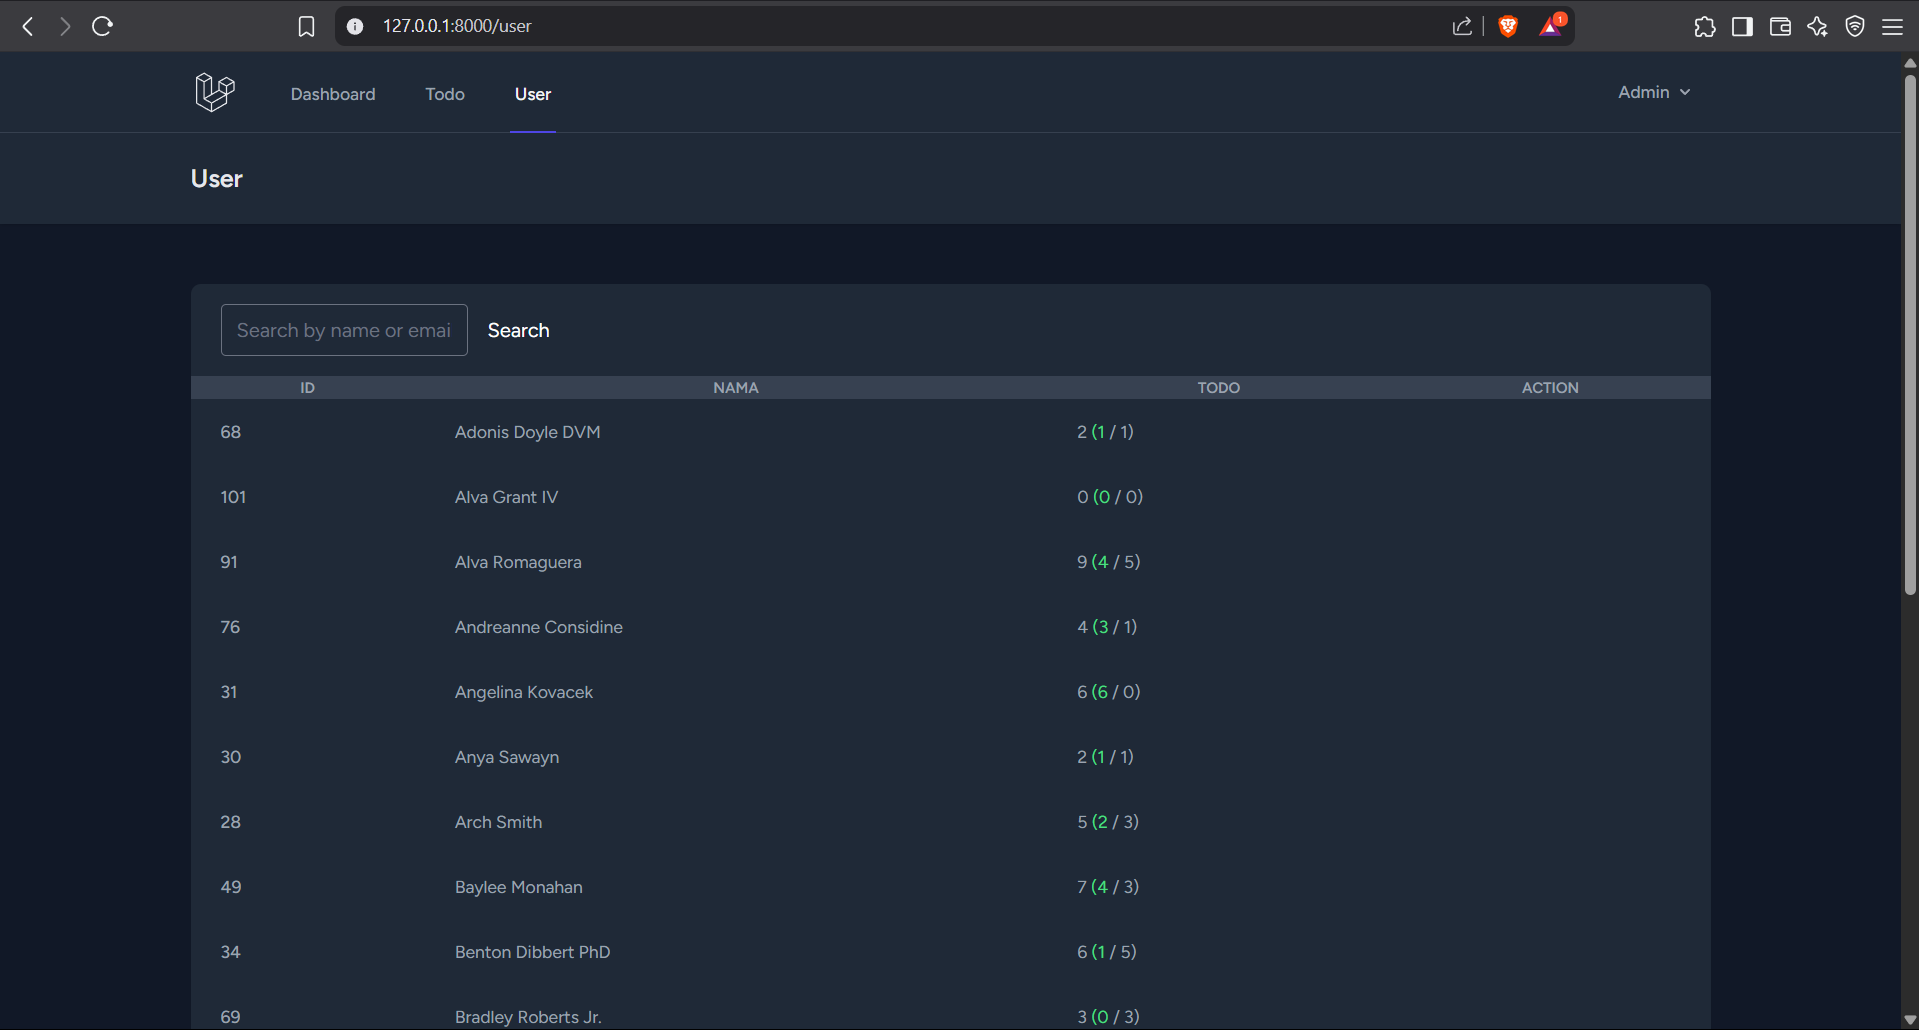 127.0.0.1:8000/user
1
Dashboard Todo User Admin
User
Search by name or emai Search
ID NAMA TODO ACTION
68 Adonis Doyle DVM 2 (1 / 1)
101 Alva Grant IV 0 (0 / 0)
91 Alva Romaguera 9 (4 / 5)
76 Andreanne Considine 4 (3 / 1)
31 Angelina Kovacek 6 (6 / 0)
30 Anya Sawayn 2 (1 / 1)
28 Arch Smith 5 (2 / 3)
49 Baylee Monahan 7 (4 / 3)
34 Benton Dibbert PhD 6 (1 / 5)
69 Bradley Roberts Jr. 3 (0 / 3)